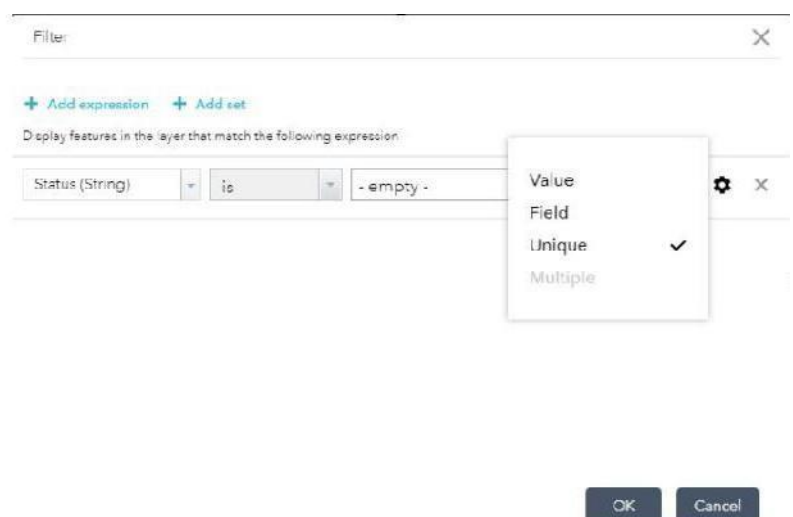 Filter
+ Add expression + Add set
Display features in the layer that match the following expression
Status (String) is - empty -
Value
Field
Unique
Multiple
OK Cancel